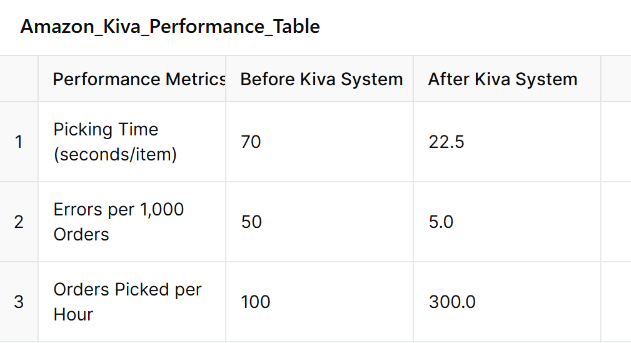 Amazon_Kiva_Performance_Table
Performance Metrics Before Kiva System After Kiva System
1 Picking Time (seconds/item) 70 22.5
2 Errors per 1,000 Orders 50 5.0
3 Orders Picked per Hour 100 300.0